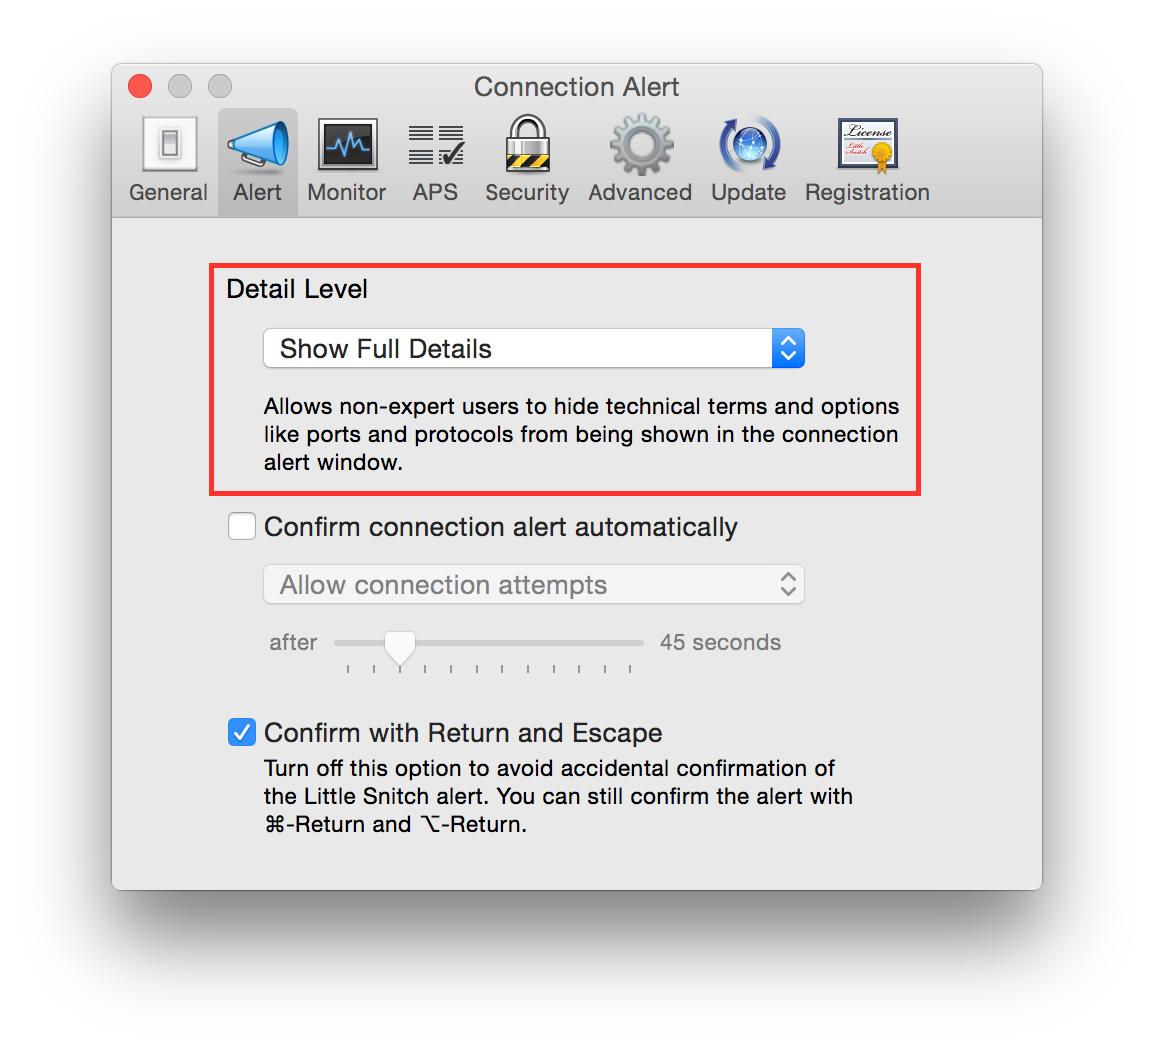 Connection Alert
General Alert Monitor APS Security Advanced Update Registration
License
Little
Snitch
Detail Level
Show Full Details
Allows non-expert users to hide technical terms and options
like ports and protocols from being shown in the connection
alert window.
Confirm connection alert automatically
Allow connection attempts
after 45 seconds
Confirm with Return and Escape
Turn off this option to avoid accidental confirmation of
the Little Snitch alert. You can still confirm the alert with
⌘-Return and ⌥-Return.